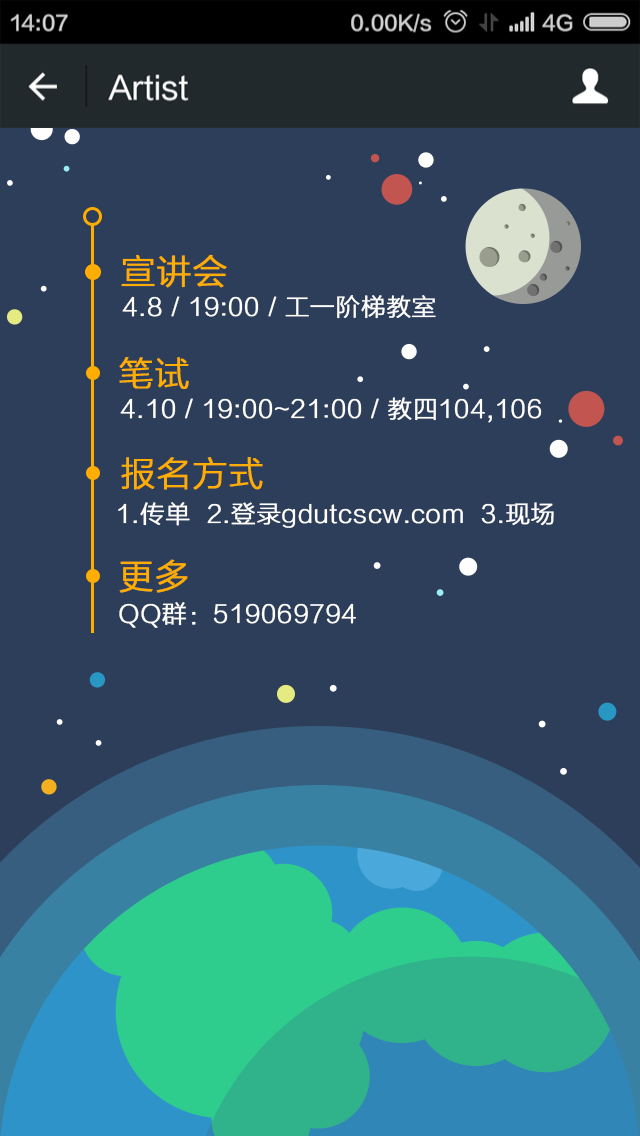 14:07 0.00K/s 4G
Artist
宣讲会
4.8 / 19:00 / 工一阶梯教室
笔试
4.10 / 19:00~21:00 / 教四104,106
报名方式
1.传单 2.登录gdutcscw.com 3.现场
更多
QQ群：519069794